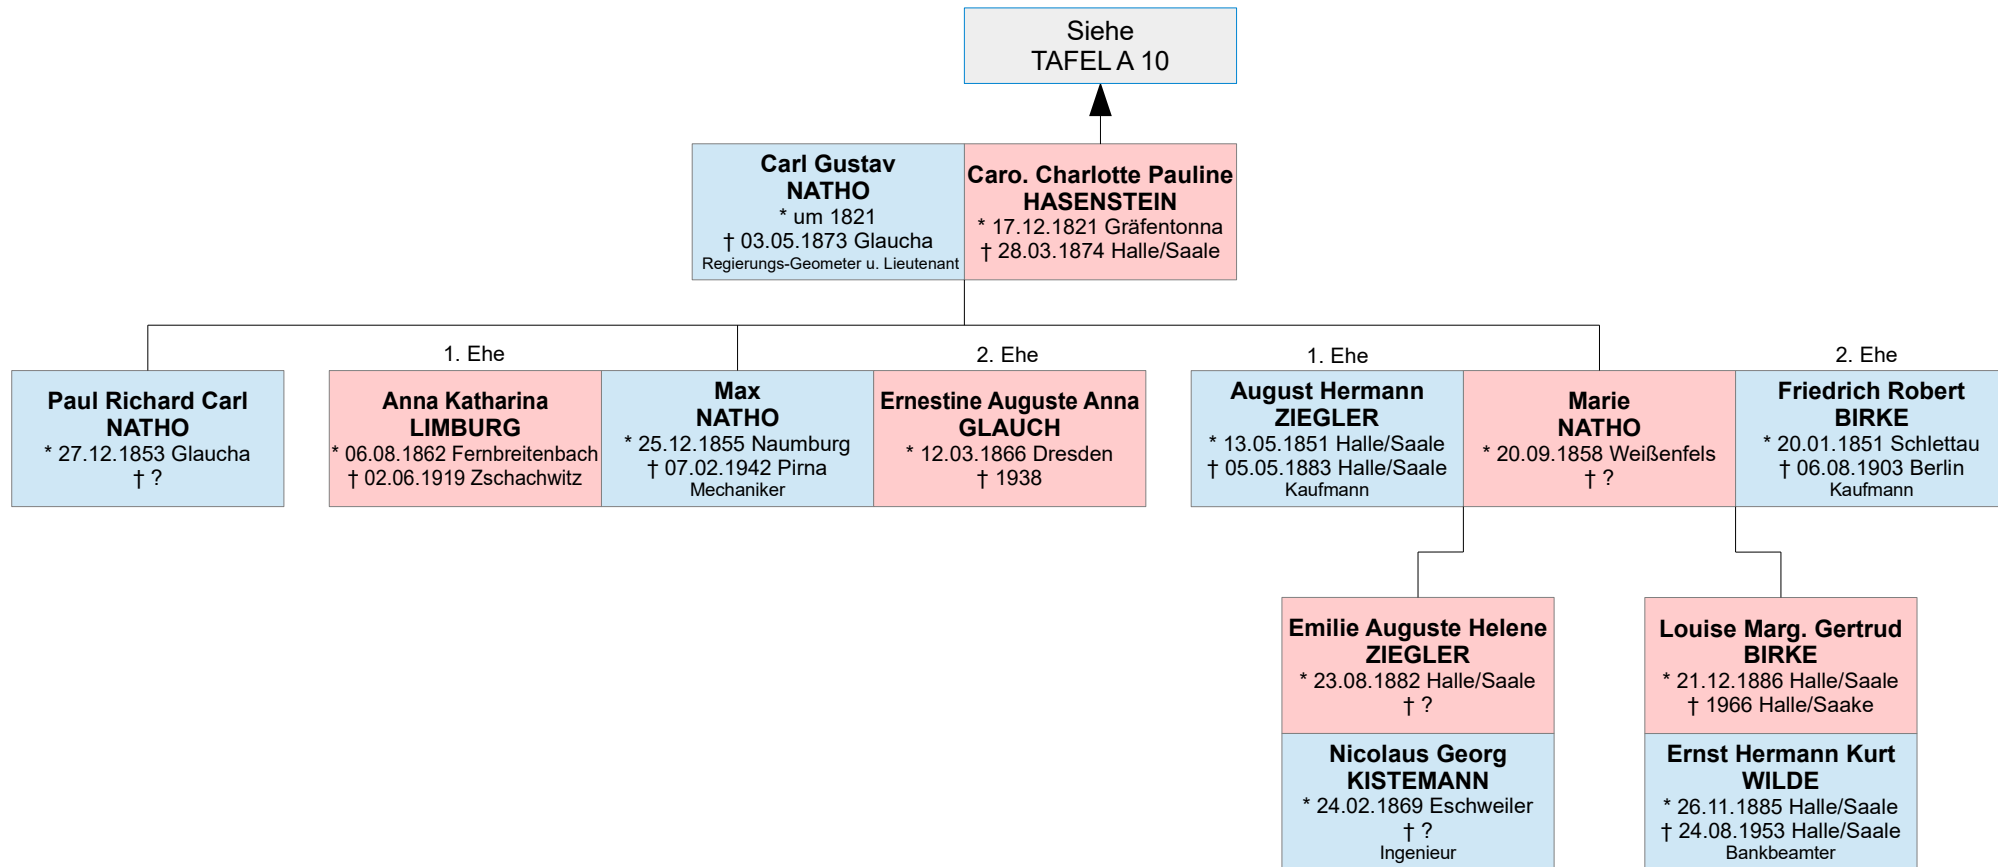 Siehe
TAFEL A 10
Carl Gustav
NATHO
* um 1821
† 03.05.1873 Glaucha
Regierungs-Geometer u. Lieutenant
Caro. Charlotte Pauline
HASENSTEIN
* 17.12.1821 Gräfentonna
† 28.03.1874 Halle/Saale
Paul Richard Carl
NATHO
* 27.12.1853 Glaucha
† ?
1. Ehe
Anna Katharina
LIMBURG
* 06.08.1862 Fernbreitenbach
† 02.06.1919 Zschachwitz
Max
NATHO
* 25.12.1855 Naumburg
† 07.02.1942 Pirna
Mechaniker
2. Ehe
Ernestine Auguste Anna
GLAUCH
* 12.03.1866 Dresden
† 1938
1. Ehe
August Hermann
ZIEGLER
* 13.05.1851 Halle/Saale
† 05.05.1883 Halle/Saale
Kaufmann
Marie
NATHO
* 20.09.1858 Weißenfels
† ?
2. Ehe
Friedrich Robert
BIRKE
* 20.01.1851 Schlettau
† 06.08.1903 Berlin
Kaufmann
Emilie Auguste Helene
ZIEGLER
* 23.08.1882 Halle/Saale
† ?
Nicolaus Georg
KISTEMANN
* 24.02.1869 Eschweiler
† ?
Ingenieur
Louise Marg. Gertrud
BIRKE
* 21.12.1886 Halle/Saale
† 1966 Halle/Saake
Ernst Hermann Kurt
WILDE
* 26.11.1885 Halle/Saale
† 24.08.1953 Halle/Saale
Bankbeamter